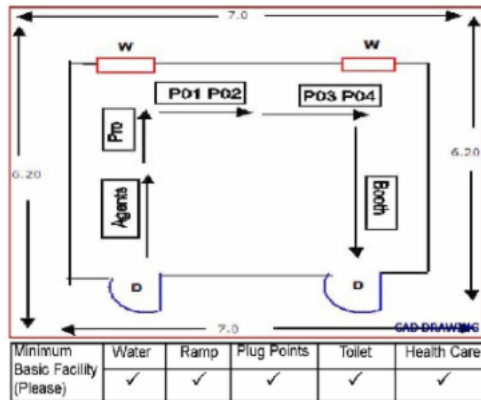 7.0
W W
P01 P02 P03 P04
Pro
6.20 6.20
Agents Booth
D D
7.0 CAD DRAWING
Minimum Basic Facility (Please) Water Ramp Plug Points Toilet Health Care
✓ ✓ ✓ ✓ ✓